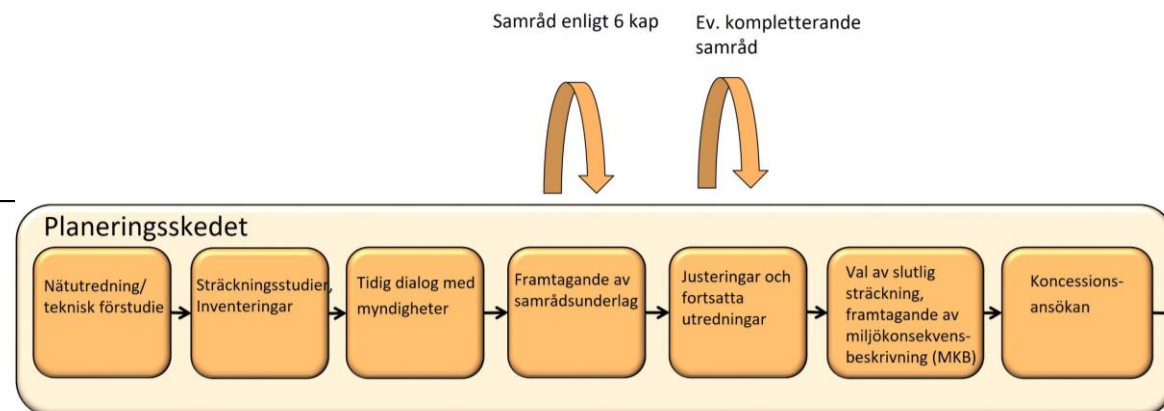 Samråd enligt 6 kap
Ev. kompletterande
samråd
Planeringsskedet
Nätutredning/
teknisk förstudie
Sträckningsstudier,
Inventeringar
Tidig dialog med
myndigheter
Framtagande av
samrådsunderlag
Justeringar och
fortsatta
utredningar
Val av slutlig
sträckning,
framtagande av
miljökonsekvens-
beskrivning (MKB)
Koncessions-
ansökan